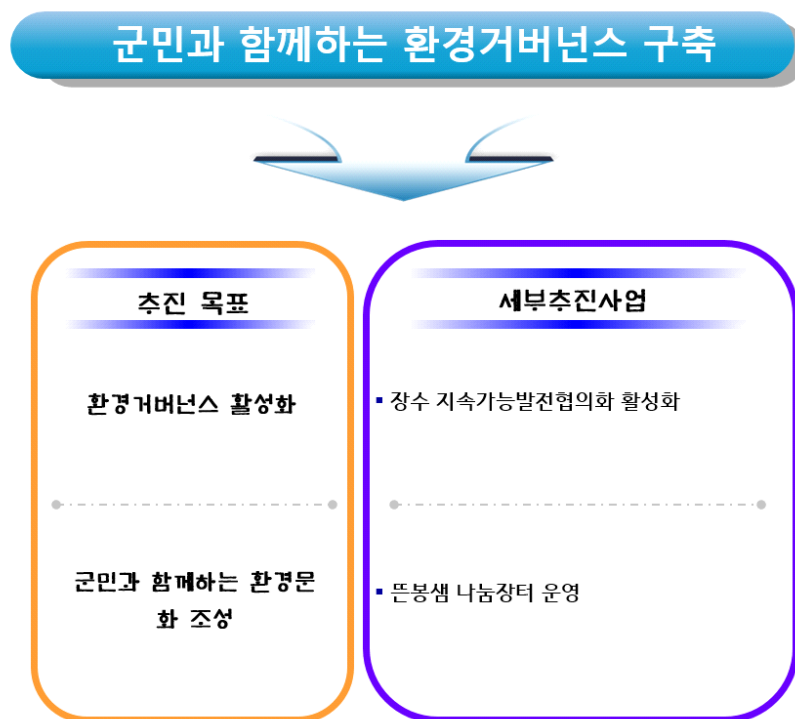 군민과 함께하는 환경거버넌스 구축
추진 목표
세부추진사업
환경거버넌스 활성화
▪ 장수 지속가능발전협의화 활성화
군민과 함께하는 환경문
화 조성
▪ 뜬봉샘 나눔장터 운영